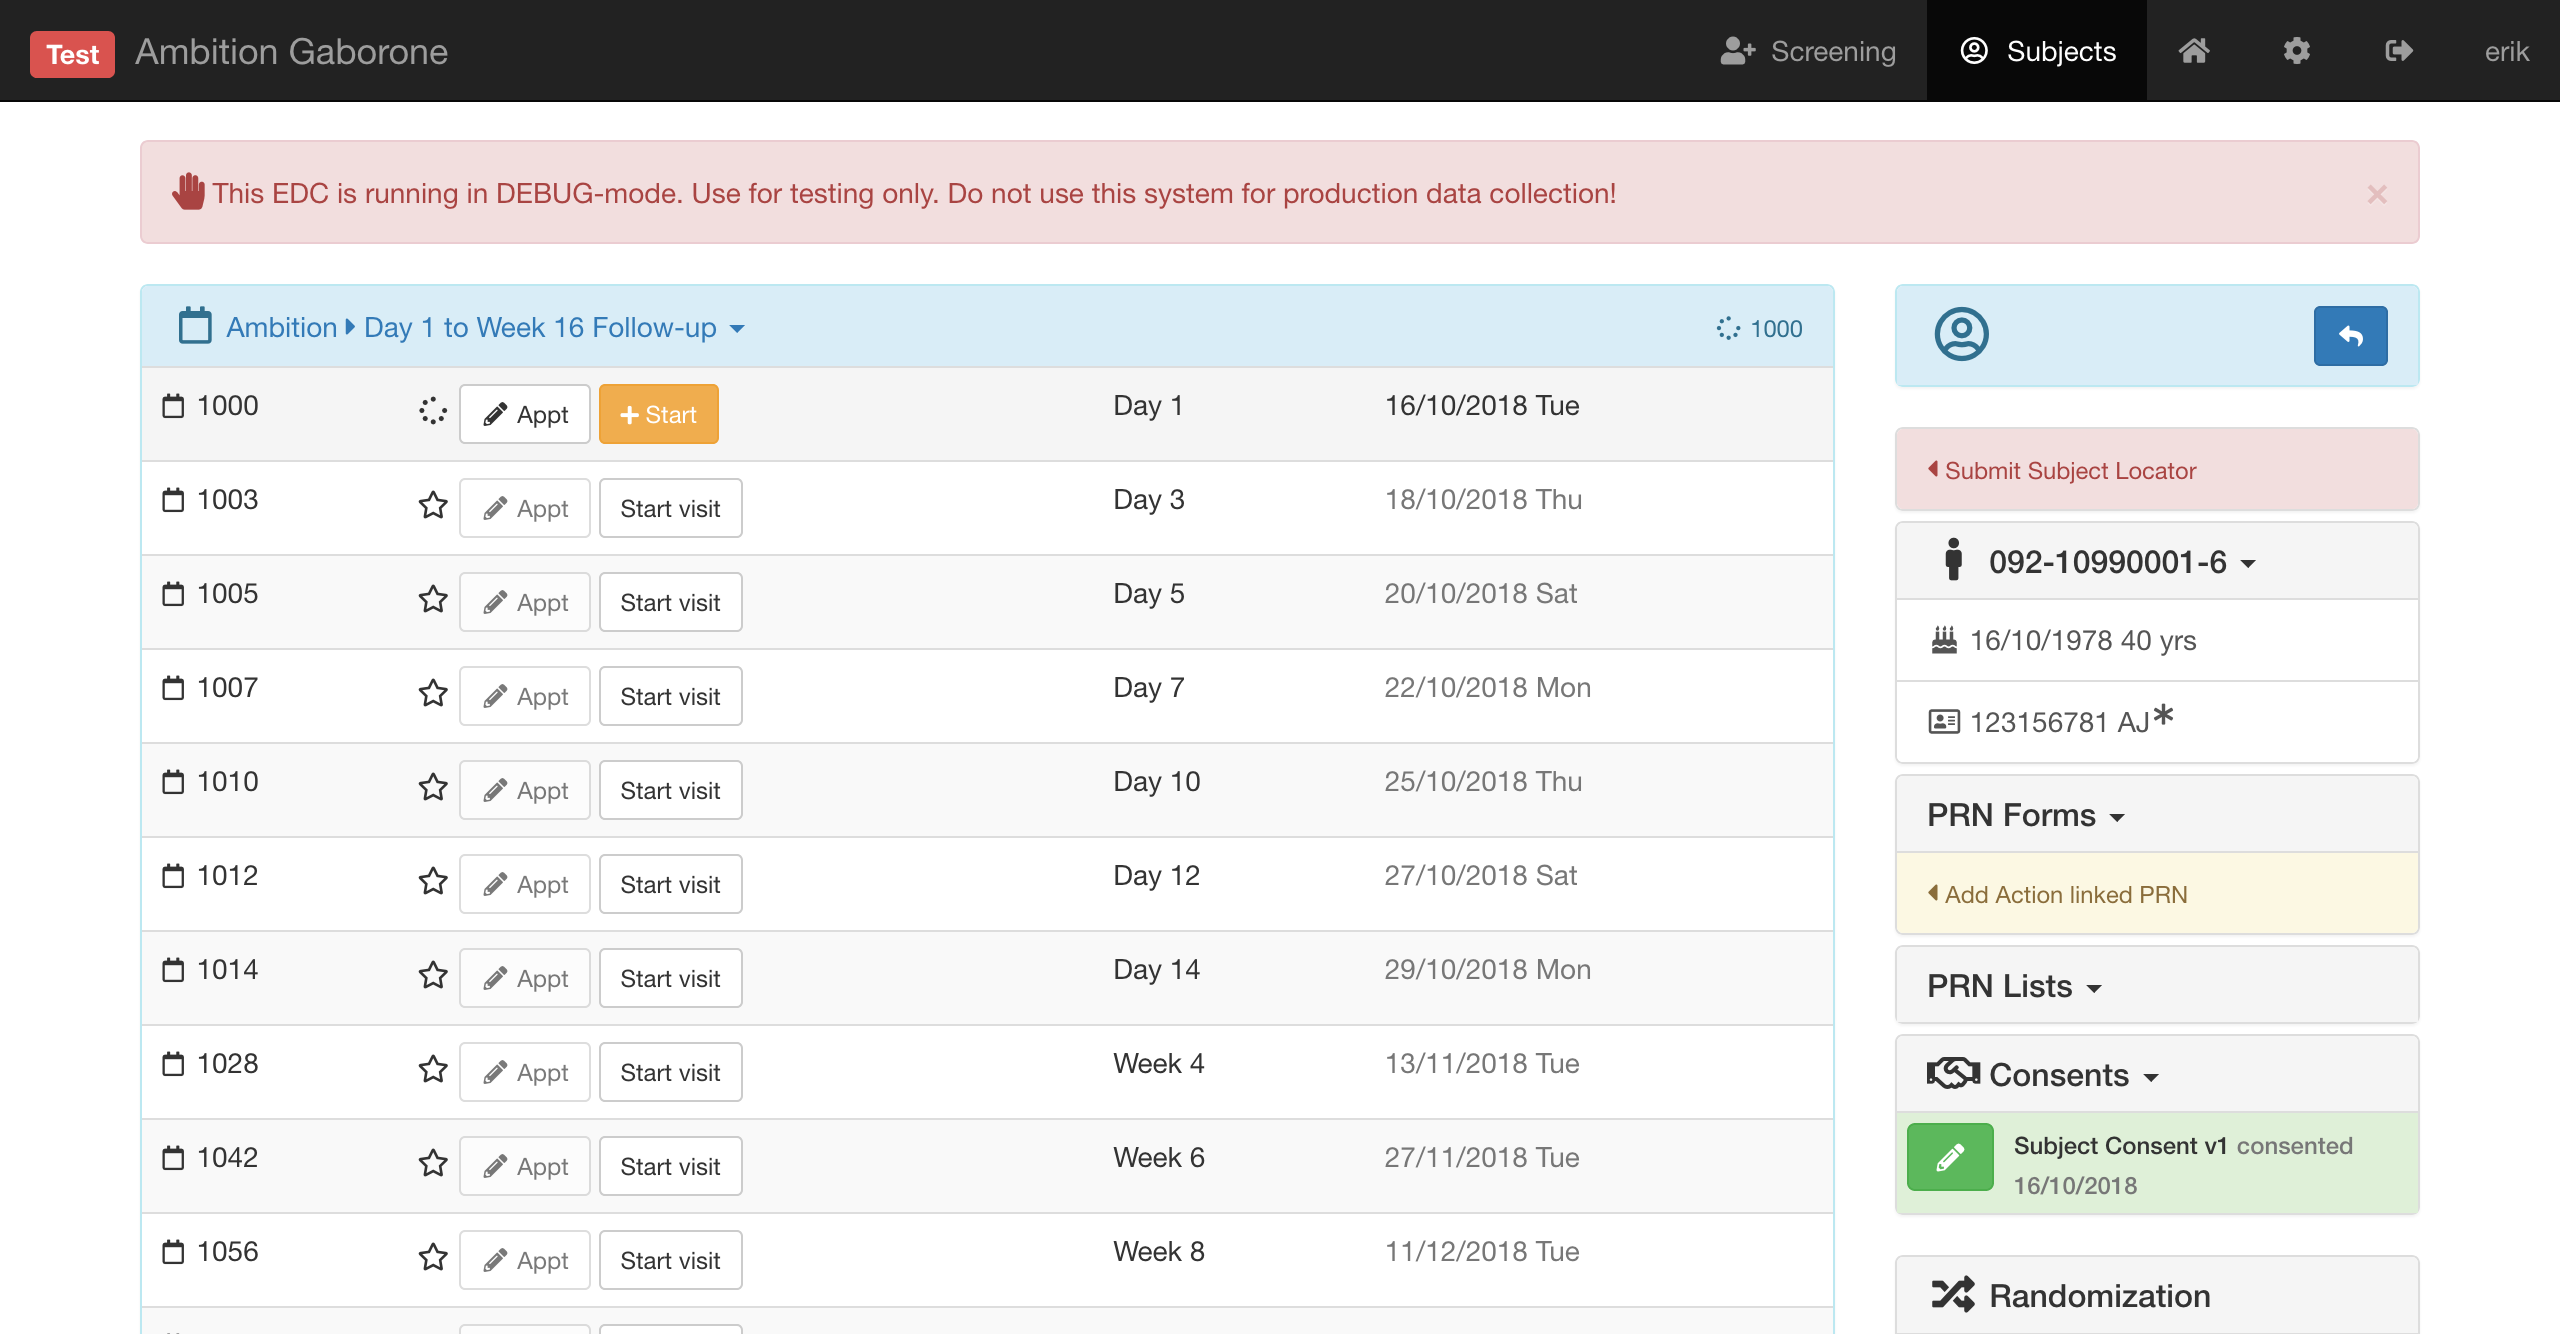 Test Ambition Gaborone Screening Subjects erik
This EDC is running in DEBUG-mode. Use for testing only. Do not use this system for production data collection! ×
Ambition Day 1 to Week 16 Follow-up 1000
1000 Appt + Start Day 1 16/10/2018 Tue
1003 Appt Start visit Day 3 18/10/2018 Thu
1005 Appt Start visit Day 5 20/10/2018 Sat
1007 Appt Start visit Day 7 22/10/2018 Mon
1010 Appt Start visit Day 10 25/10/2018 Thu
1012 Appt Start visit Day 12 27/10/2018 Sat
1014 Appt Start visit Day 14 29/10/2018 Mon
1028 Appt Start visit Week 4 13/11/2018 Tue
1042 Appt Start visit Week 6 27/11/2018 Tue
1056 Appt Start visit Week 8 11/12/2018 Tue
Submit Subject Locator
092-10990001-6
16/10/1978 40 yrs
123156781 AJ*
PRN Forms
Add Action linked PRN
PRN Lists
Consents
Subject Consent v1 consented
16/10/2018
Randomization